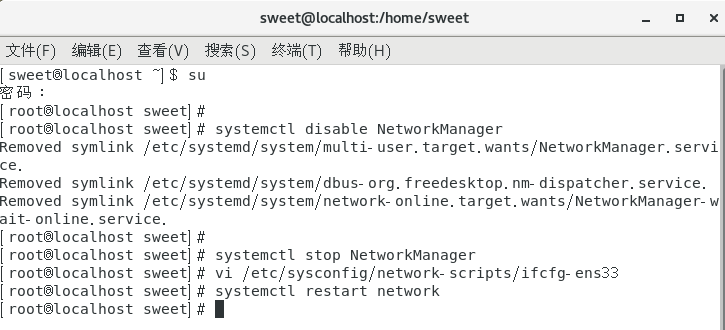 sweet@localhost:/home/sweet
文件(F) 编辑(E) 查看(V) 搜索(S) 终端(T) 帮助(H)
[sweet@localhost ~]$ su
密码：
[root@localhost sweet]#
[root@localhost sweet]# systemctl disable NetworkManager
Removed symlink /etc/systemd/system/multi-user.target.wants/NetworkManager.servi
ce.
Removed symlink /etc/systemd/system/dbus-org.freedesktop.nm-dispatcher.service.
Removed symlink /etc/systemd/system/network-online.target.wants/NetworkManager-w
ait-online.service.
[root@localhost sweet]#
[root@localhost sweet]# systemctl stop NetworkManager
[root@localhost sweet]# vi /etc/sysconfig/network-scripts/ifcfg-ens33
[root@localhost sweet]# systemctl restart network
[root@localhost sweet]#